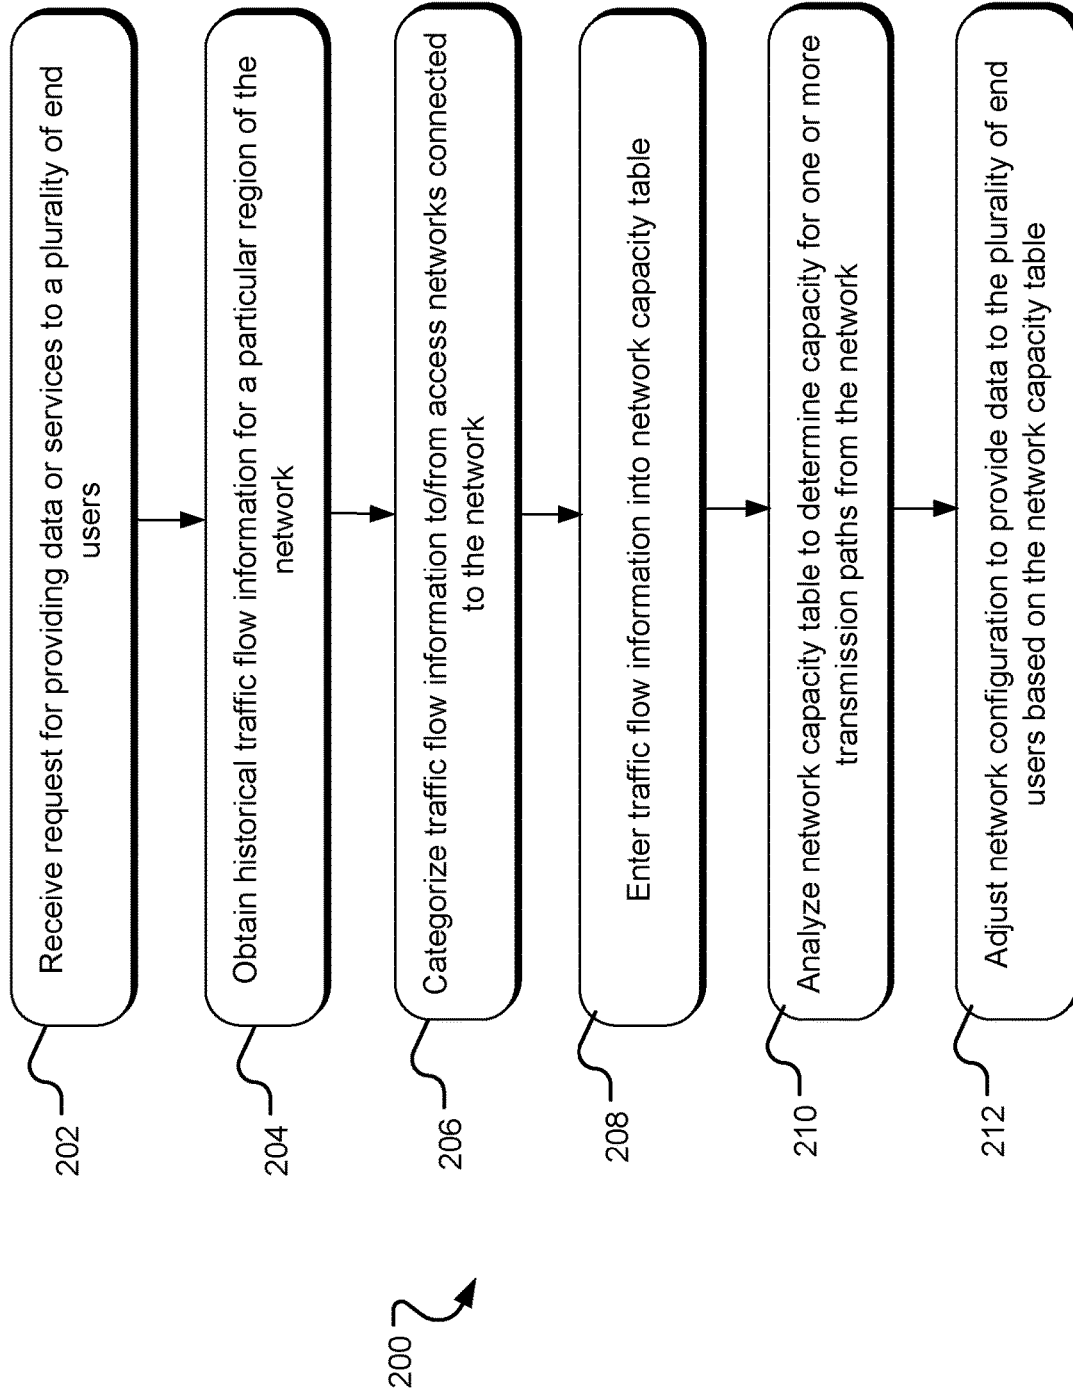 202
Receive request for providing data or services to a plurality of end
users
204
Obtain historical traffic flow information for a particular region of the
network
206
Categorize traffic flow information to/from access networks connected
to the network
208
Enter traffic flow information into network capacity table
210
Analyze network capacity table to determine capacity for one or more
transmission paths from the network
212
Adjust network configuration to provide data to the plurality of end
users based on the network capacity table
200